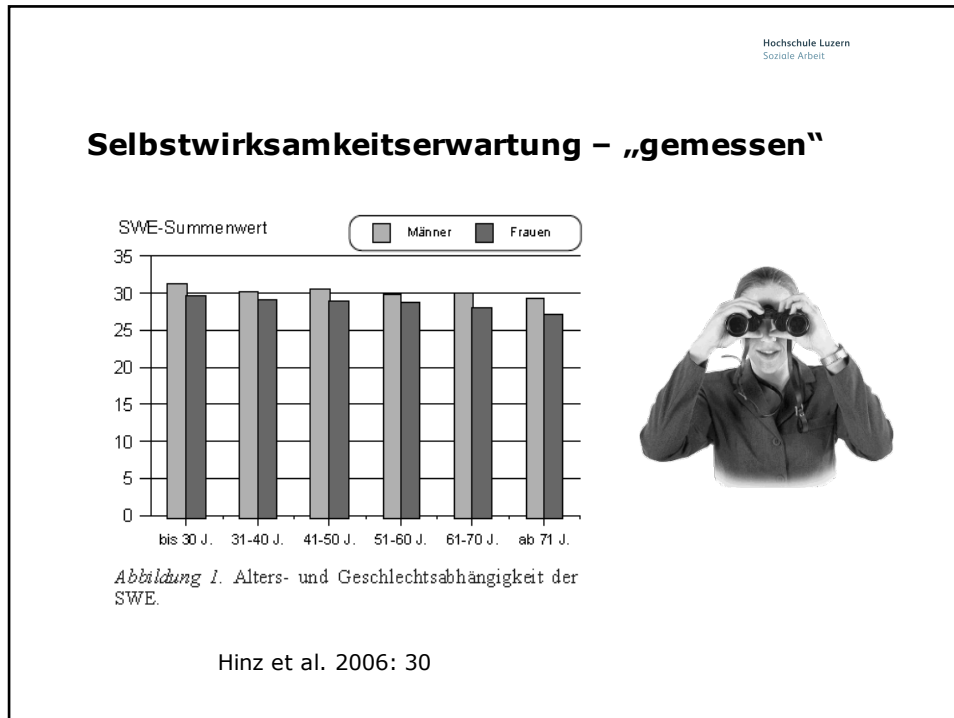 Hochschule Luzern
Soziale Arbeit
Selbstwirksamkeitserwartung – „gemessen“
SWE-Summenwert
Männer Frauen
35
30
25
20
15
10
5
0
bis 30 J. 31-40 J. 41-50 J. 51-60 J. 61-70 J. ab 71 J.
Abbildung 1. Alters- und Geschlechtsabhängigkeit der
SWE.
Hinz et al. 2006: 30